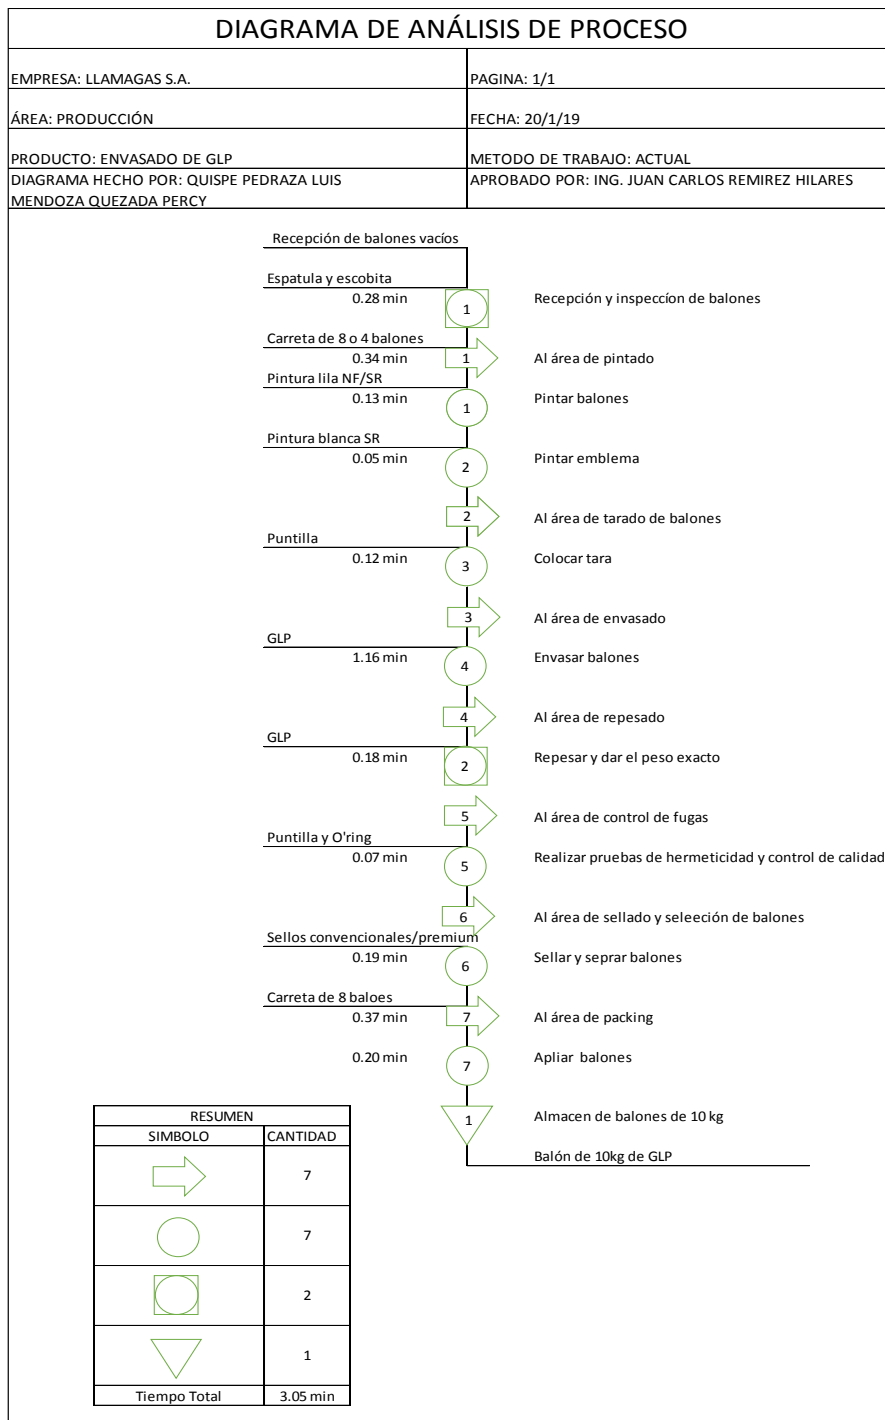 DIAGRAMA DE ANÁLISIS DE PROCESO
EMPRESA: LLAMAGAS S.A.
PAGINA: 1/1
ÁREA: PRODUCCIÓN
FECHA: 20/1/19
PRODUCTO: ENVASADO DE GLP
METODO DE TRABAJO: ACTUAL
DIAGRAMA HECHO POR: QUISPE PEDRAZA LUIS
MENDOZA QUEZADA PERCY
APROBADO POR: ING. JUAN CARLOS REMIREZ HILARES
Recepción de balones vacíos
Espatula y escobita
0.28 min
1
Recepción y inspeccíon de balones
Carreta de 8 o 4 balones
0.34 min
1
Al área de pintado
Pintura lila NF/SR
0.13 min
1
Pintar balones
Pintura blanca SR
0.05 min
2
Pintar emblema
2
Al área de tarado de balones
Puntilla
0.12 min
3
Colocar tara
3
Al área de envasado
GLP
1.16 min
4
Envasar balones
4
Al área de repesado
GLP
0.18 min
2
Repesar y dar el peso exacto
5
Al área de control de fugas
Puntilla y O'ring
0.07 min
5
Realizar pruebas de hermeticidad y control de calidad
6
Al área de sellado y seleeción de balones
Sellos convencionales/premium
0.19 min
6
Sellar y seprar balones
Carreta de 8 baloes
0.37 min
7
Al área de packing
0.20 min
7
Apliar balones
1
Almacen de balones de 10 kg
Balón de 10kg de GLP
RESUMEN
SIMBOLO
CANTIDAD
7
7
2
1
Tiempo Total
3.05 min